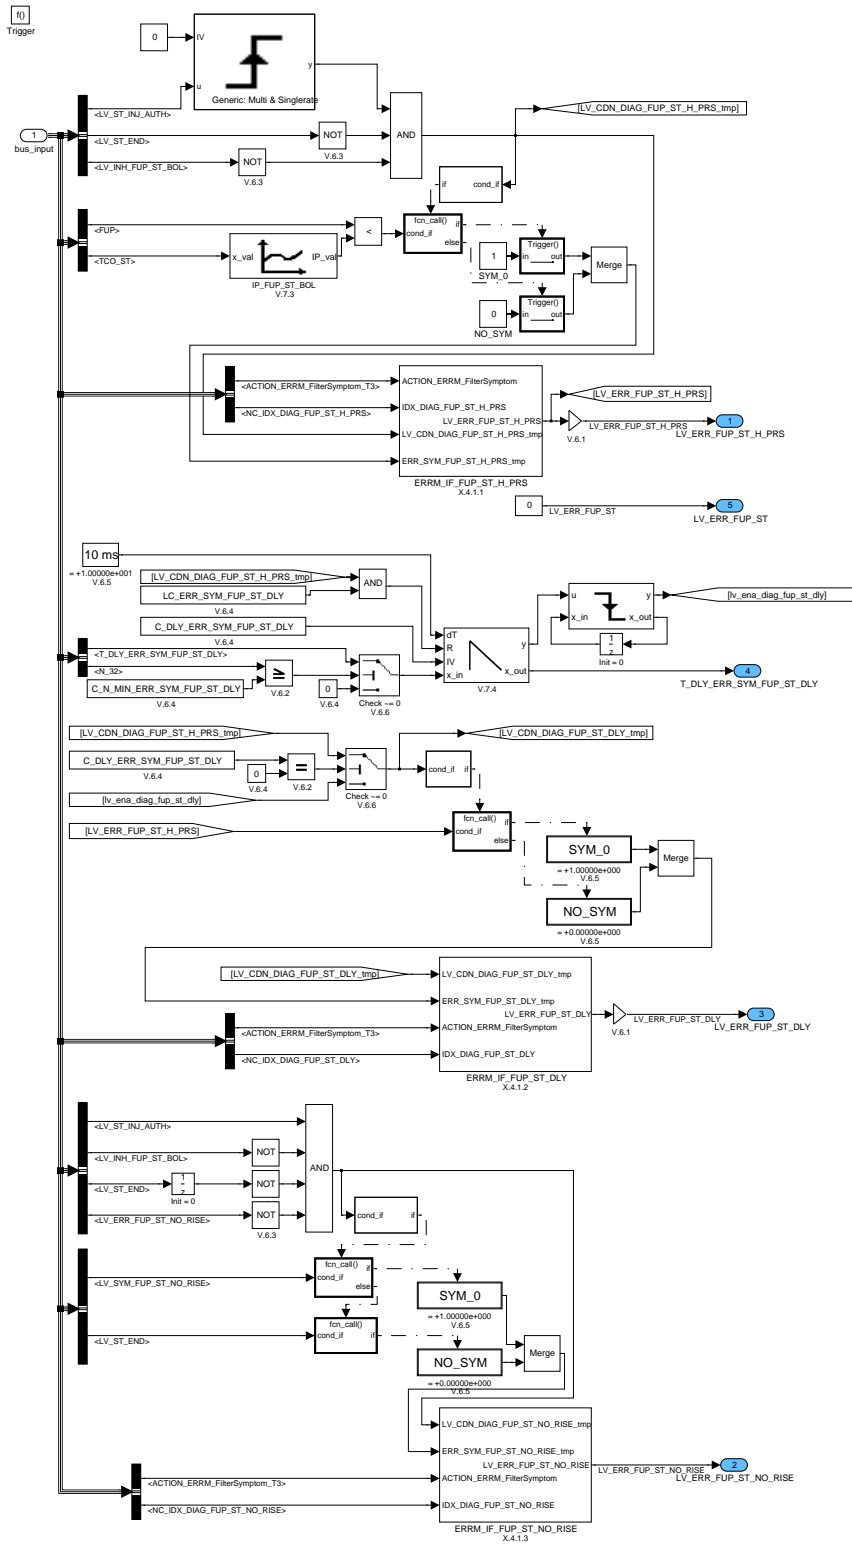 f()
Trigger
0
IV
u
y
Generic: Multi & Singlerate
<LV_ST_INJ_AUTH>
1
bus_input
<LV_ST_END>
NOT
V.6.3
AND
[LV_CDN_DIAG_FUP_ST_H_PRS_tmp]
<LV_INH_FUP_ST_BOL>
NOT
V.6.3
if
cond_if
<FUP>
<
fcn_call()
cond_if
if
else
<TCO_ST>
x_val
IP_val
IP_FUP_ST_BOL
V.7.3
1
SYM_0
Trigger()
in
out
Merge
0
NO_SYM
Trigger()
in
out
<ACTION_ERRM_FilterSymptom_T3>
<NC_IDX_DIAG_FUP_ST_H_PRS>
ACTION_ERRM_FilterSymptom
IDX_DIAG_FUP_ST_H_PRS
LV_ERR_FUP_ST_H_PRS
LV_CDN_DIAG_FUP_ST_H_PRS_tmp
ERR_SYM_FUP_ST_H_PRS_tmp
ERRM_IF_FUP_ST_H_PRS
X.4.1.1
[LV_ERR_FUP_ST_H_PRS]
V.6.1
LV_ERR_FUP_ST_H_PRS
1
LV_ERR_FUP_ST_H_PRS
0
LV_ERR_FUP_ST
5
LV_ERR_FUP_ST
10 ms
= +1.00000e+001
V.6.5
[LV_CDN_DIAG_FUP_ST_H_PRS_tmp]
AND
LC_ERR_SYM_FUP_ST_DLY
V.6.4
C_DLY_ERR_SYM_FUP_ST_DLY
V.6.4
<T_DLY_ERR_SYM_FUP_ST_DLY>
<N_32>
C_N_MIN_ERR_SYM_FUP_ST_DLY
V.6.4
≥
V.6.2
0
V.6.4
Check ~= 0
V.6.6
dT
R
IV
x_in
y
x_out
V.7.4
u
x_in
y
x_out
1
z
Init = 0
[lv_ena_diag_fup_st_dly]
4
T_DLY_ERR_SYM_FUP_ST_DLY
[LV_CDN_DIAG_FUP_ST_H_PRS_tmp]
C_DLY_ERR_SYM_FUP_ST_DLY
V.6.4
0
V.6.4
=
V.6.2
Check ~= 0
V.6.6
[LV_CDN_DIAG_FUP_ST_DLY_tmp]
cond_if
if
[lv_ena_diag_fup_st_dly]
[LV_ERR_FUP_ST_H_PRS]
fcn_call()
cond_if
if
else
SYM_0
= +1.00000e+000
V.6.5
NO_SYM
= +0.00000e+000
V.6.5
Merge
[LV_CDN_DIAG_FUP_ST_DLY_tmp]
LV_CDN_DIAG_FUP_ST_DLY_tmp
ERR_SYM_FUP_ST_DLY_tmp
LV_ERR_FUP_ST_DLY
ACTION_ERRM_FilterSymptom
IDX_DIAG_FUP_ST_DLY
ERRM_IF_FUP_ST_DLY
X.4.1.2
<ACTION_ERRM_FilterSymptom_T3>
<NC_IDX_DIAG_FUP_ST_DLY>
V.6.1
LV_ERR_FUP_ST_DLY
3
LV_ERR_FUP_ST_DLY
<LV_ST_INJ_AUTH>
<LV_INH_FUP_ST_BOL>
NOT
<LV_ST_END>
1
z
Init = 0
NOT
<LV_ERR_FUP_ST_NO_RISE>
NOT
V.6.3
AND
cond_if
if
<LV_SYM_FUP_ST_NO_RISE>
fcn_call()
cond_if
if
else
<LV_ST_END>
fcn_call()
cond_if
if
SYM_0
= +1.00000e+000
V.6.5
NO_SYM
= +0.00000e+000
V.6.5
Merge
LV_CDN_DIAG_FUP_ST_NO_RISE_tmp
ERR_SYM_FUP_ST_NO_RISE_tmp
LV_ERR_FUP_ST_NO_RISE
ACTION_ERRM_FilterSymptom
IDX_DIAG_FUP_ST_NO_RISE
ERRM_IF_FUP_ST_NO_RISE
X.4.1.3
<ACTION_ERRM_FilterSymptom_T3>
<NC_IDX_DIAG_FUP_ST_NO_RISE>
LV_ERR_FUP_ST_NO_RISE
2
LV_ERR_FUP_ST_NO_RISE